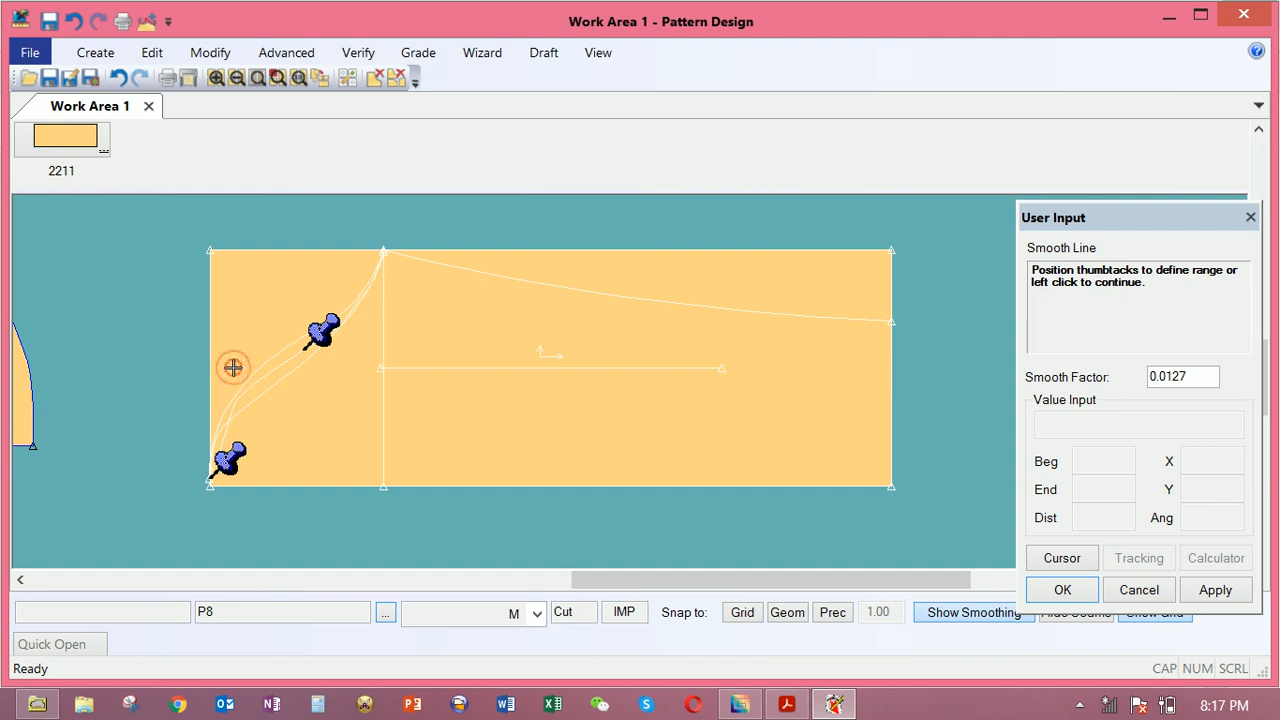 Work Area 1 - Pattern Design
File Create Edit Modify Advanced Verify Grade Wizard Draft View
Work Area 1
2211
User Input
Smooth Line
Position thumbtacks to define range or
left click to continue.
Smooth Factor: 0.0127
Value Input
Beg X
End Y
Dist Ang
Cursor Tracking Calculator
OK Cancel Apply
P8 ... M Cut IMP Snap to: Grid Geom Prec 1.00 Show Smoothing
Quick Open
Ready CAP NUM SCRL
8:17 PM